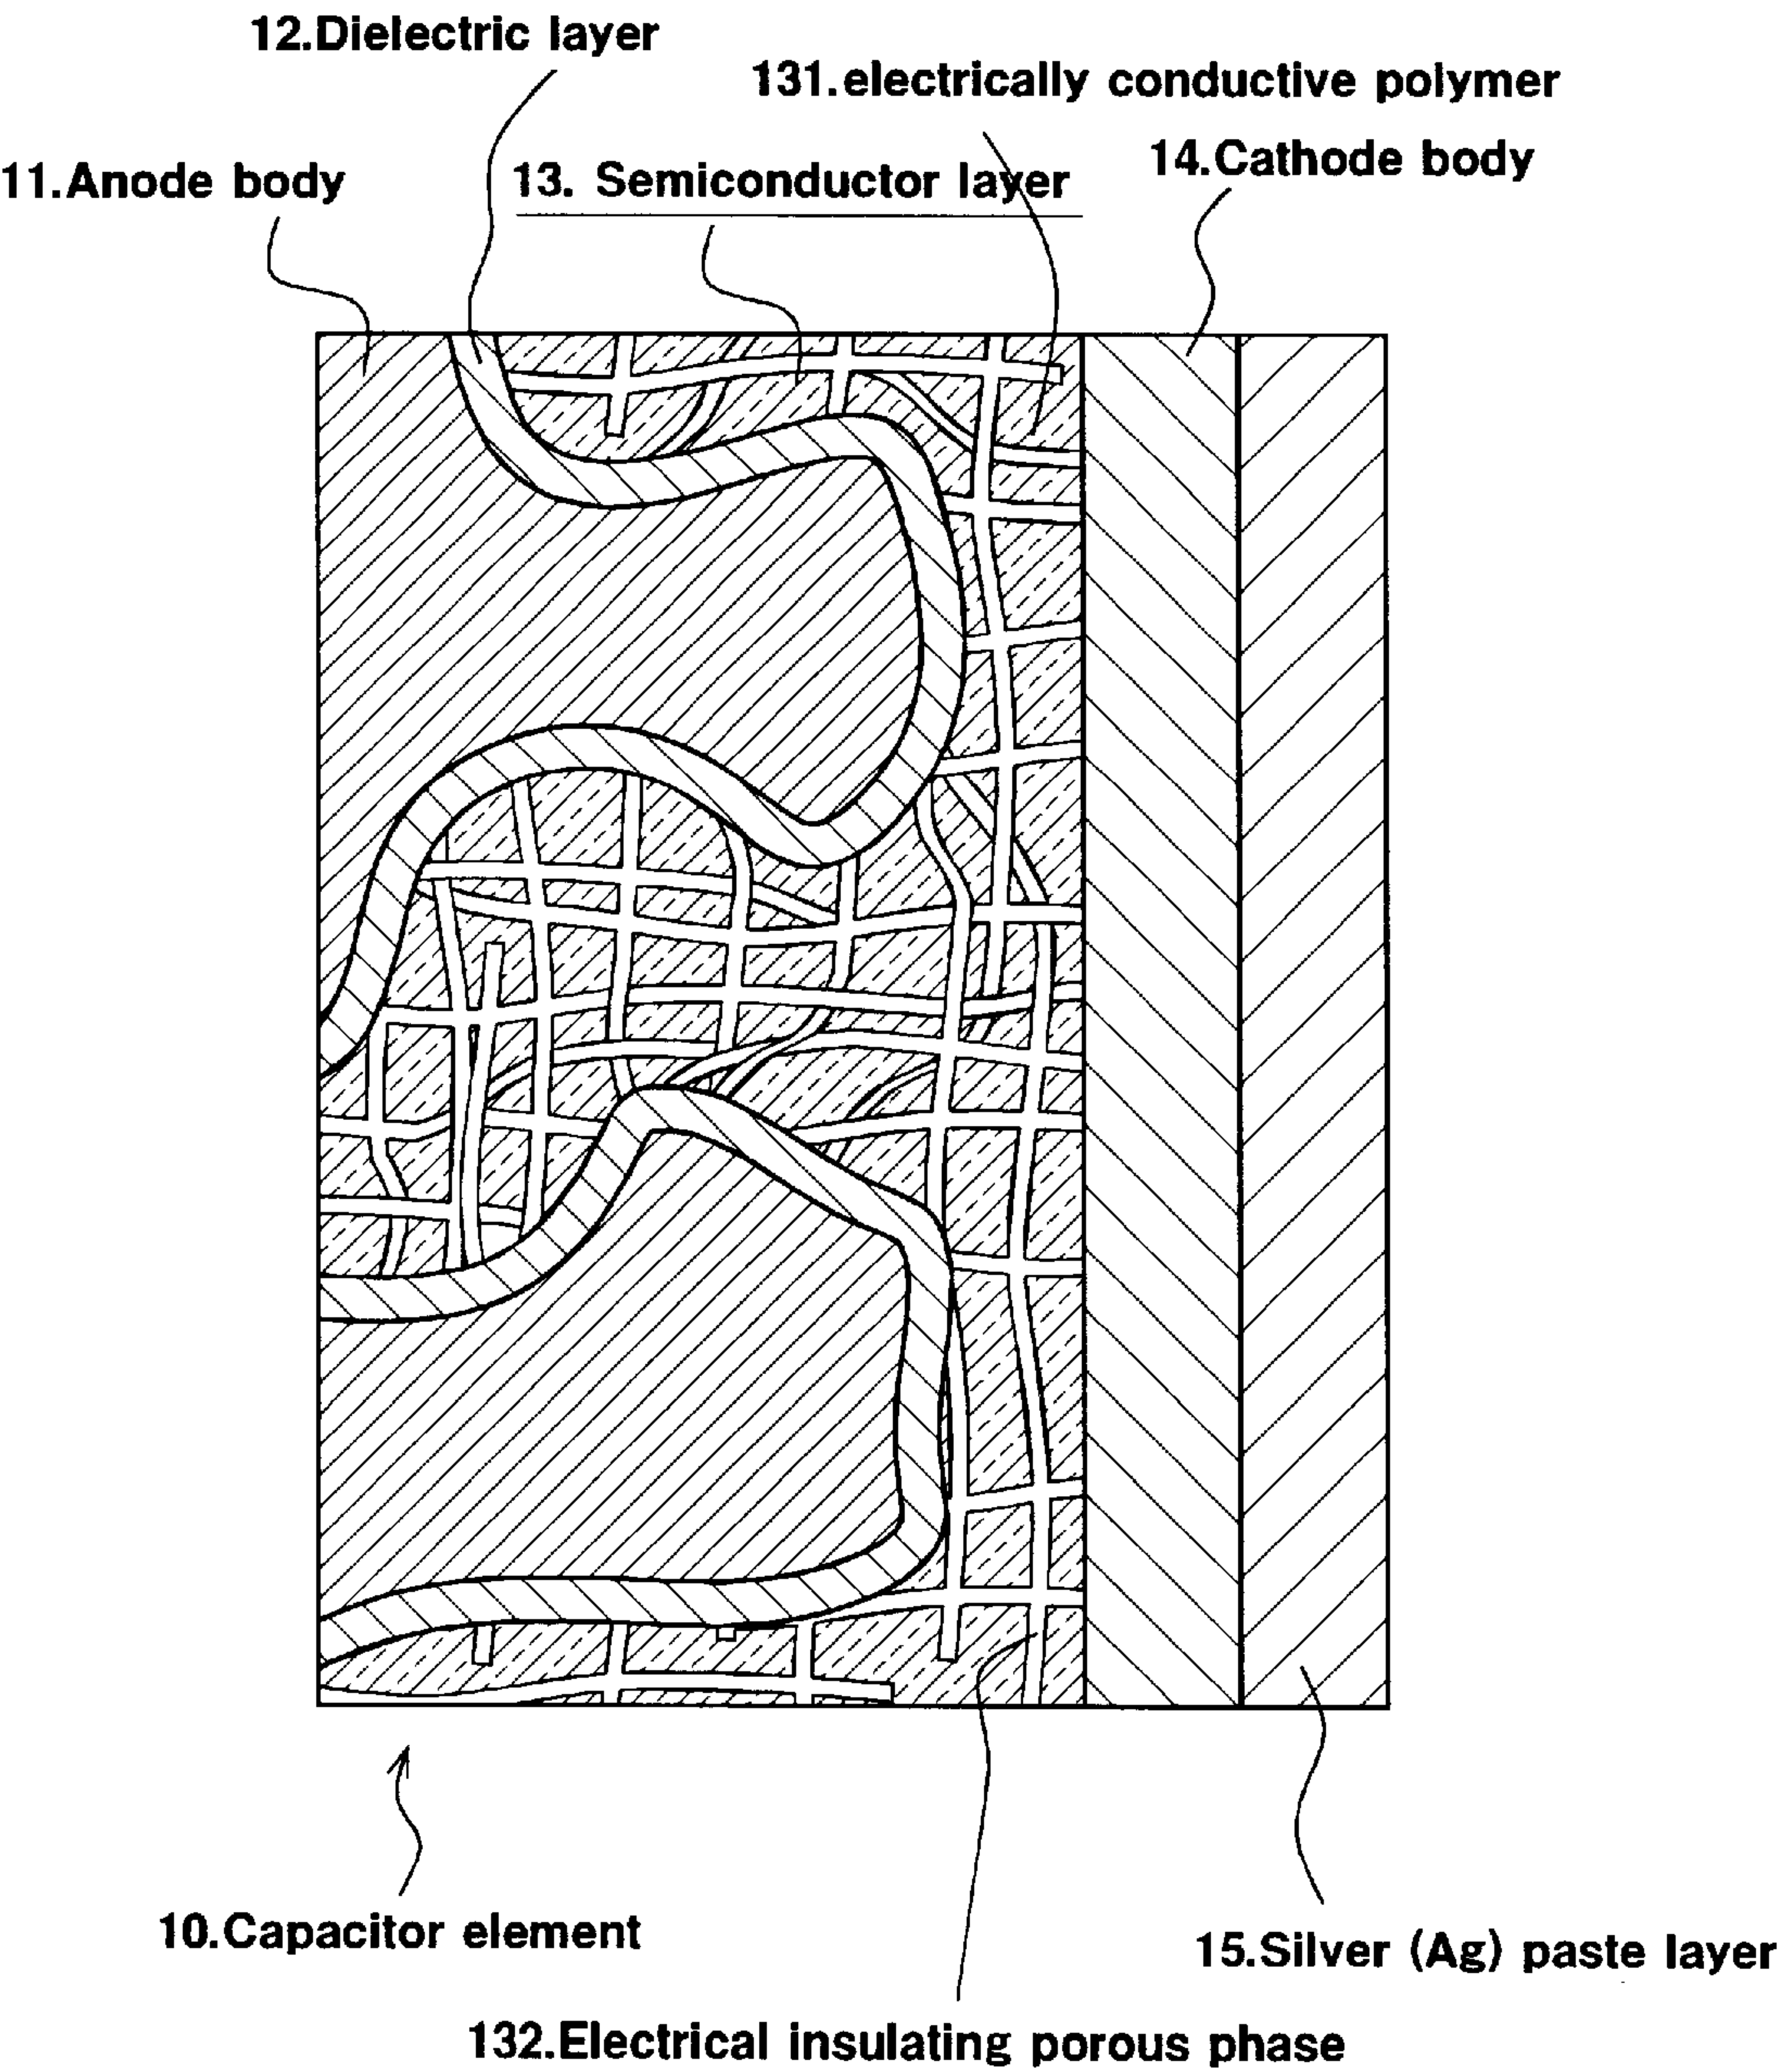 12.Dielectric layer
131.electrically conductive polymer
14.Cathode body
11.Anode body
13. Semiconductor layer
10.Capacitor element
15.Silver (Ag) paste layer
132.Electrical insulating porous phase